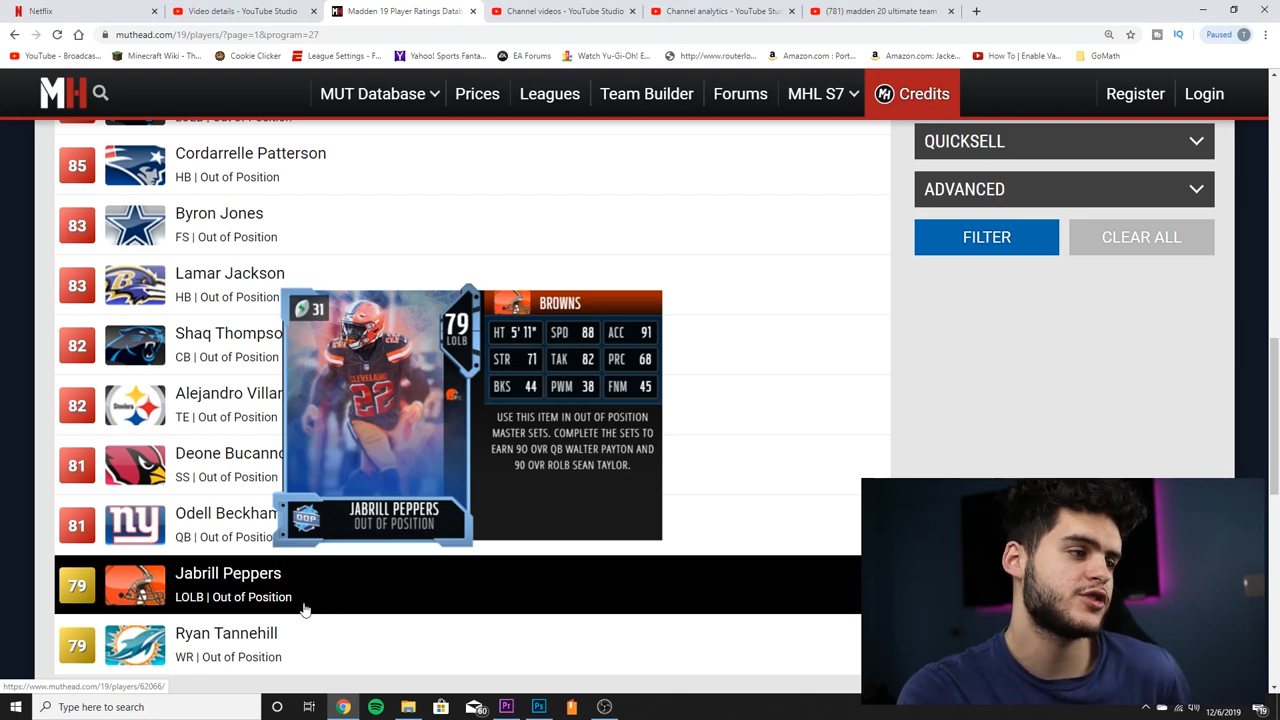 Netflix
Video details - YouTube Studio
Madden 19 Player Ratings Datab
Channel videos - YouTube Studio
Channel analytics - YouTube Stu
(781) madden 20 ultimate team
muthead.com/19/players/?page=1&program=27
Paused
YouTube - Broadcas...
Minecraft Wiki - Th...
Cookie Clicker
League Settings - F...
Yahoo! Sports Fanta...
EA Forums
Watch Yu-Gi-Oh! E...
http://www.routerlo...
Amazon.com : Port...
Amazon.com: Jacke...
How To | Enable Va...
GoMath
MH
MUT Database
Prices
Leagues
Team Builder
Forums
MHL S7
MH Credits
Register
Login
LOLB | Out of Position
85
Cordarrelle Patterson
HB | Out of Position
83
Byron Jones
FS | Out of Position
83
Lamar Jackson
HB | Out of Position
82
Shaq Thompso
CB | Out of Position
82
Alejandro Villar
TE | Out of Position
81
Deone Bucanno
SS | Out of Position
81
Odell Beckham
QB | Out of Position
79
Jabrill Peppers
LOLB | Out of Position
79
Ryan Tannehill
WR | Out of Position
31
79
LOLB
CLEVELAND
22
OOP
JABRILL PEPPERS
OUT OF POSITION
BROWNS
HT 5' 11" SPD 88 ACC 91
STR 71 TAK 82 PRC 68
BKS 44 PWM 38 FNM 45
USE THIS ITEM IN OUT OF POSITION
MASTER SETS. COMPLETE THE SETS TO
EARN 90 OVR QB WALTER PAYTON AND
90 OVR ROLB SEAN TAYLOR.
QUICKSELL
ADVANCED
FILTER
CLEAR ALL
https://www.muthead.com/19/players/62066/
Type here to search
60
12/6/2019
19